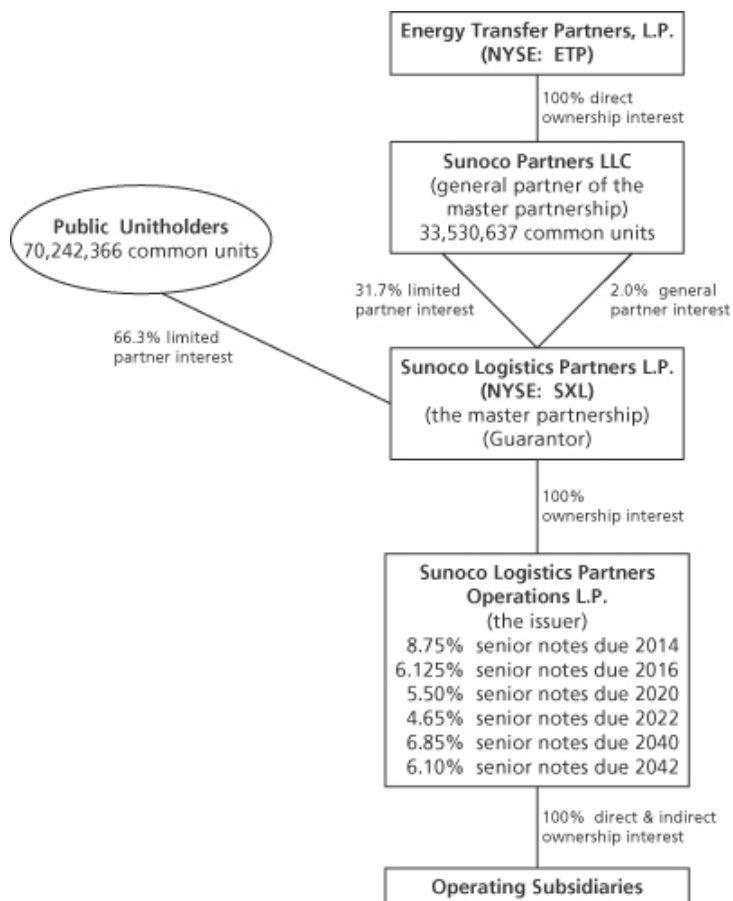 Energy Transfer Partners, L.P.
(NYSE: ETP)
100% direct
ownership interest
Sunoco Partners LLC
(general partner of the
master partnership)
33,530,637 common units
Public Unitholders
70,242,366 common units
31.7% limited
partner interest
2.0% general
partner interest
66.3% limited
partner interest
Sunoco Logistics Partners L.P.
(NYSE: SXL)
(the master partnership)
(Guarantor)
100%
ownership interest
Sunoco Logistics Partners
Operations L.P.
(the issuer)
8.75% senior notes due 2014
6.125% senior notes due 2016
5.50% senior notes due 2020
4.65% senior notes due 2022
6.85% senior notes due 2040
6.10% senior notes due 2042
100% direct & indirect
ownership interest
Operating Subsidiaries